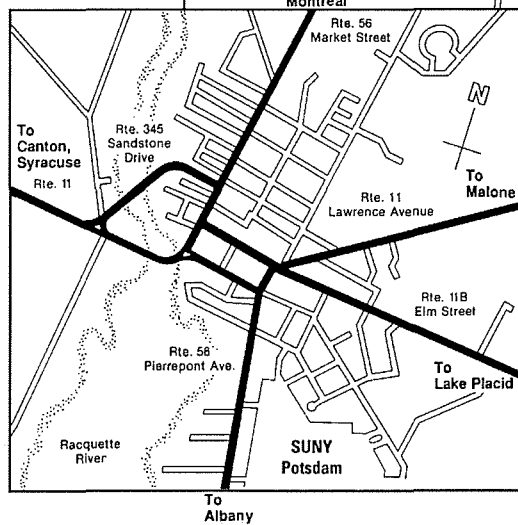 Montreal
Rte. 56
Market Street
N
To
Canton,
Syracuse
Rte. 11
Rte. 345
Sandstone
Drive
To
Malone
Rte. 11
Lawrence Avenue
Rte. 11B
Elm Street
Rte. 56
Pierrepont Ave.
To
Lake Placid
Racquette
River
SUNY
Potsdam
To
Albany